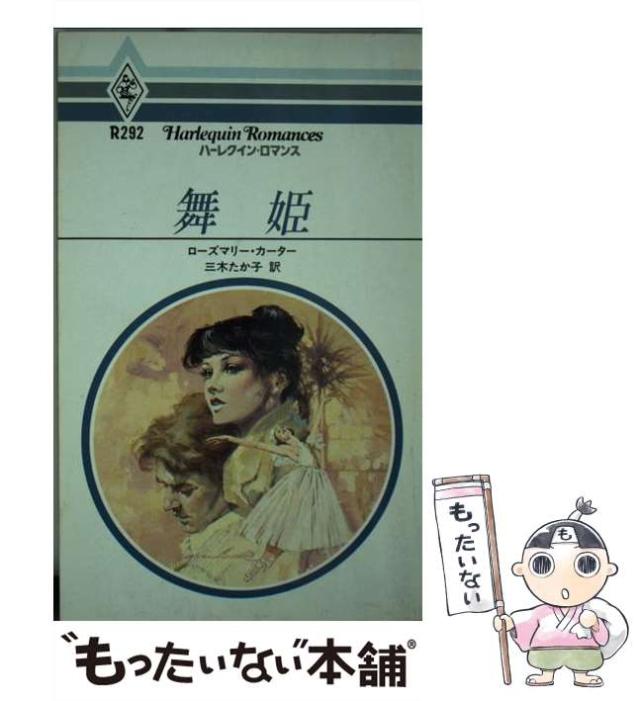 R292 Harlequin Romances
ハーレクイン・ロマンス
舞姫
ローズマリー・カーター
三木たか子 訳
もったいない
も
“もったいない”本舗®